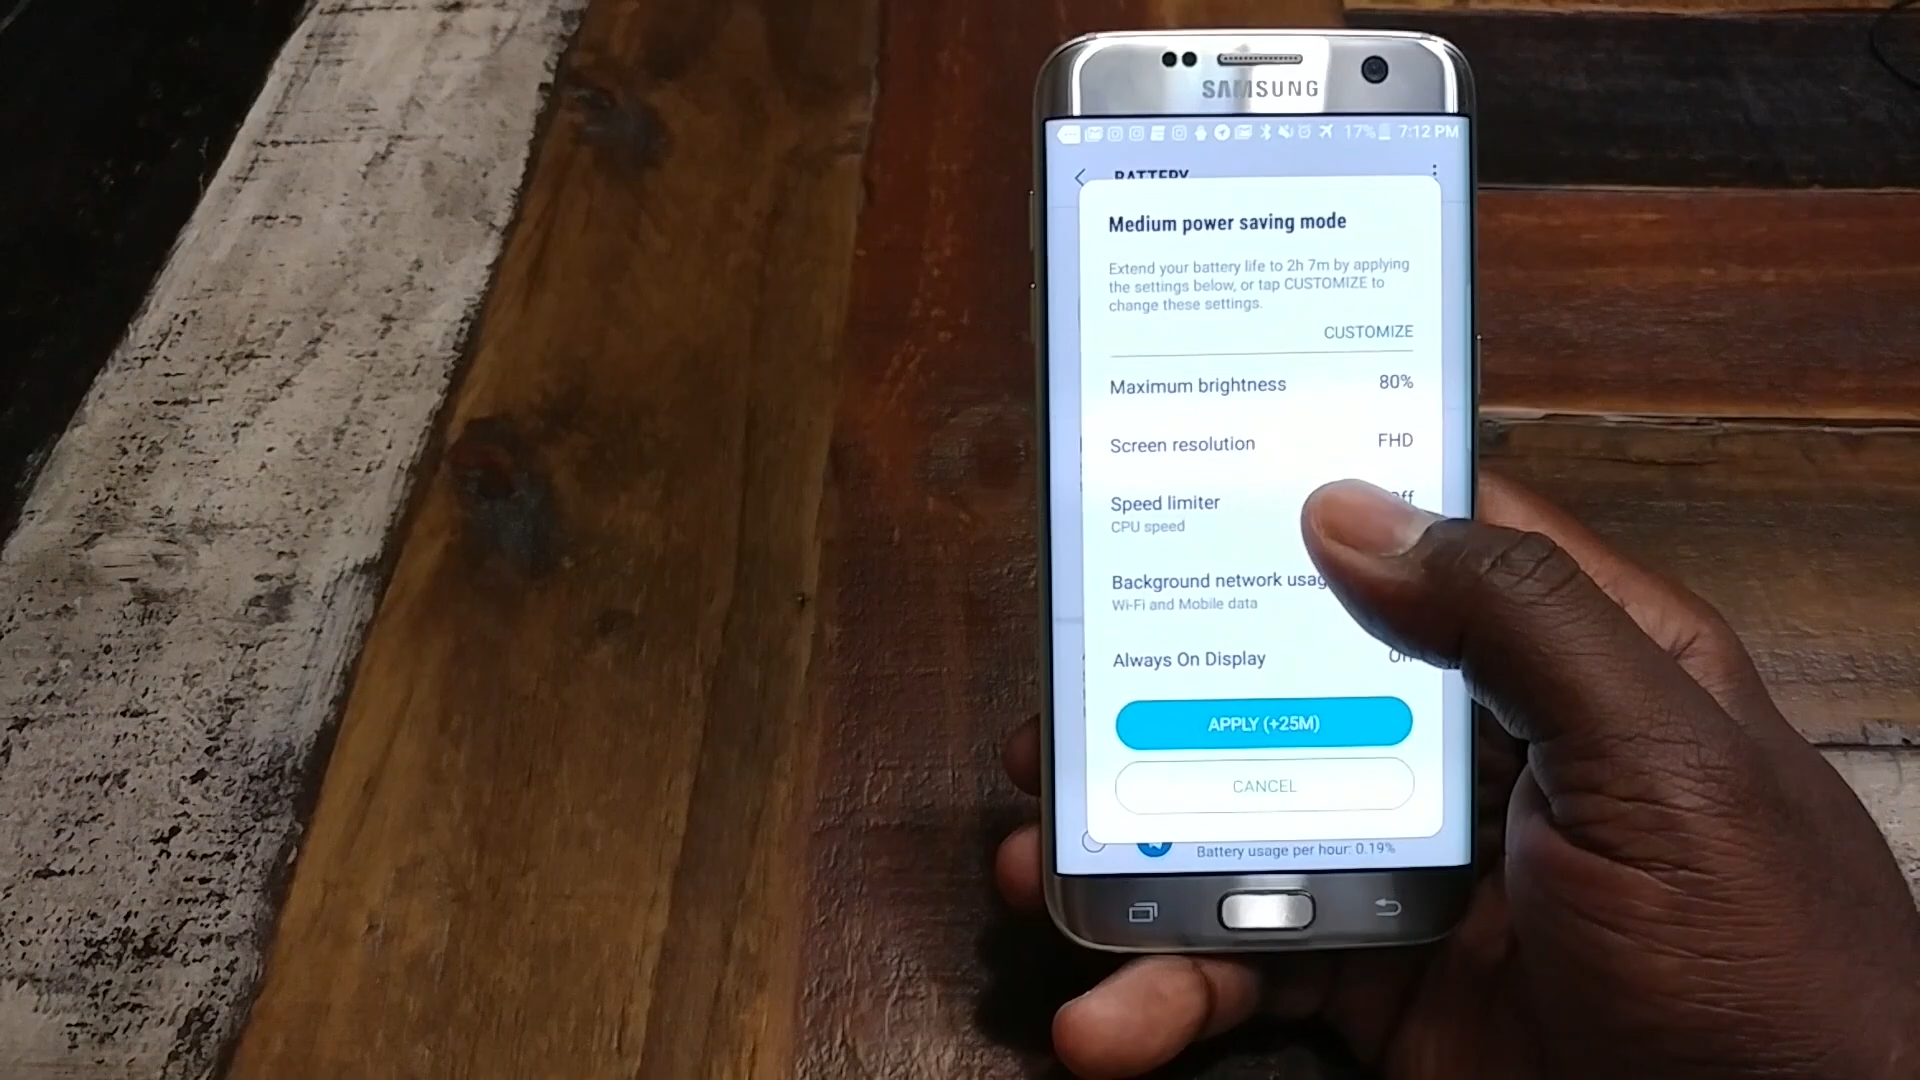 SAMSUNG
17% 7:12 PM
BATTERY
Medium power saving mode
Extend your battery life to 2h 7m by applying
the settings below, or tap CUSTOMIZE to
change these settings.
CUSTOMIZE
Maximum brightness 80%
Screen resolution FHD
Speed limiter
CPU speed
Background network usag
Wi-Fi and Mobile data
Always On Display
APPLY (+25M)
CANCEL
Battery usage per hour: 0.19%